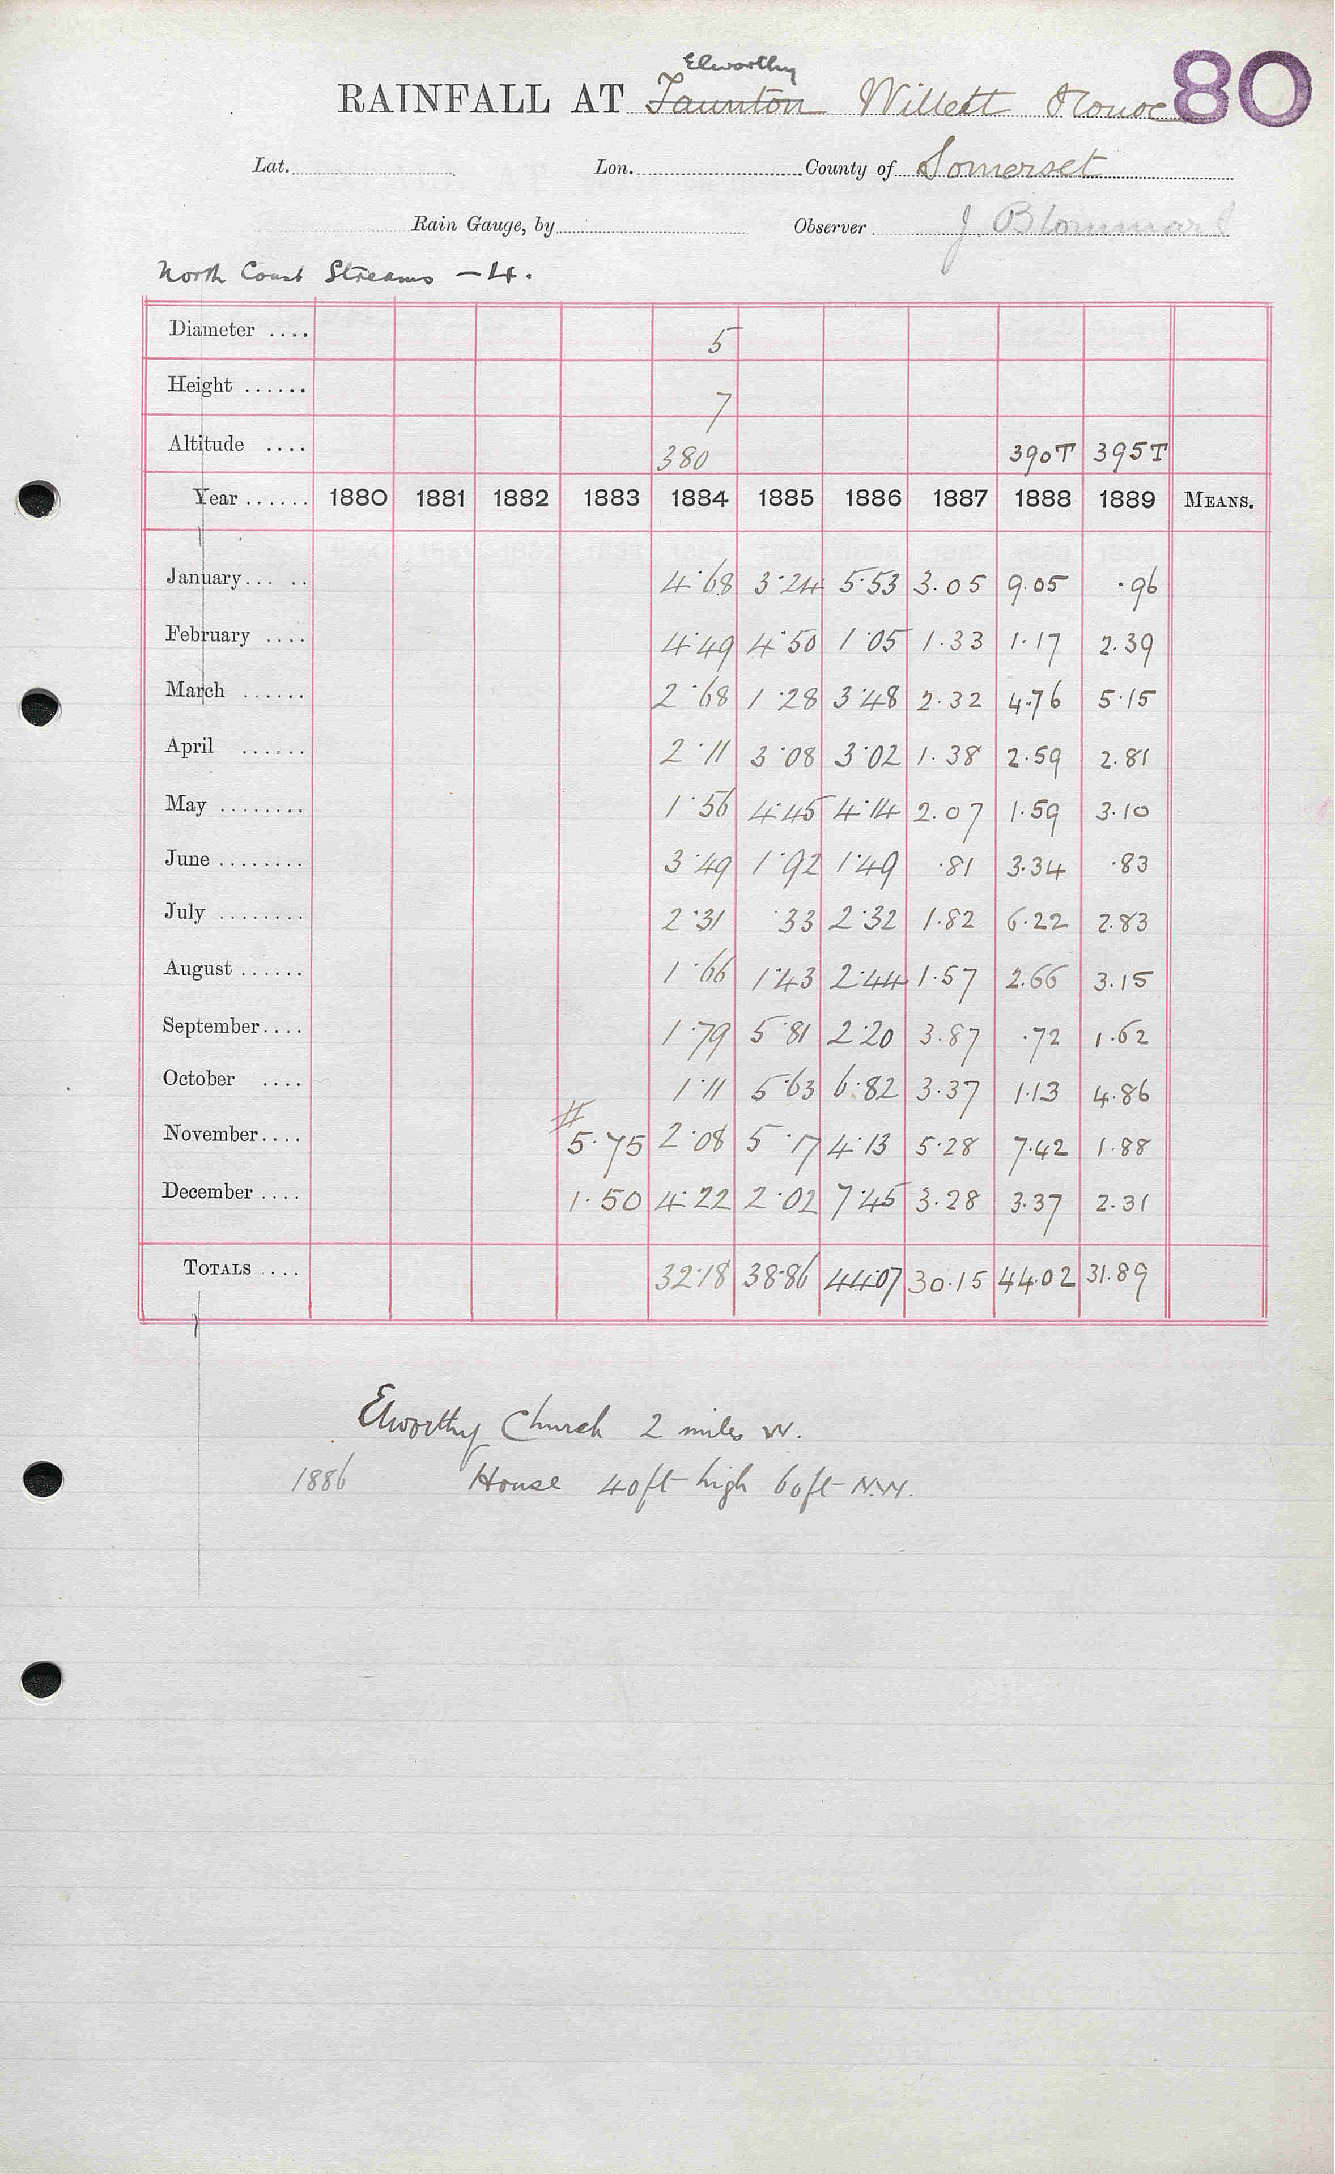 Elworthy
RAINFALL AT Taunton Willett House 80
Lat. Lon. County of Somerset
Rain Gauge, by Observer J
North Coast Streams - 4.
Diameter .... 5
Height ...... 7
Altitude .... 380 390T 395T
Year ...... 1880 1881 1882 1883 1884 1885 1886 1887 1888 1889 MEANS.
January... .. 4.68 3.24 5.53 3.05 9.05 .96
February .... 4.49 4.50 1.05 1.33 1.17 2.39
March ...... 2.68 1.28 3.48 2.32 4.76 5.15
April ...... 2.11 3.08 3.02 1.38 2.59 2.81
May ........ 1.56 4.45 4.14 2.07 1.59 3.10
June ........ 3.49 1.92 1.49 .81 3.34 .83
July ........ 2.31 .33 2.32 1.82 6.22 2.83
August ...... 1.66 1.43 2.44 1.57 2.66 3.15
September.... 1.79 5.81 2.20 3.87 .72 1.62
October .... 1.11 5.63 6.82 3.37 1.13 4.86
November.... # 5.75 2.08 5.17 4.13 5.28 7.42 1.88
December .... 1.50 4.22 2.02 7.45 3.28 3.37 2.31
TOTALS .... 32.18 38.86 44.07 30.15 44.02 31.89
Elworthy Church 2 miles W.
1886 House 40ft high 60ft N.W.